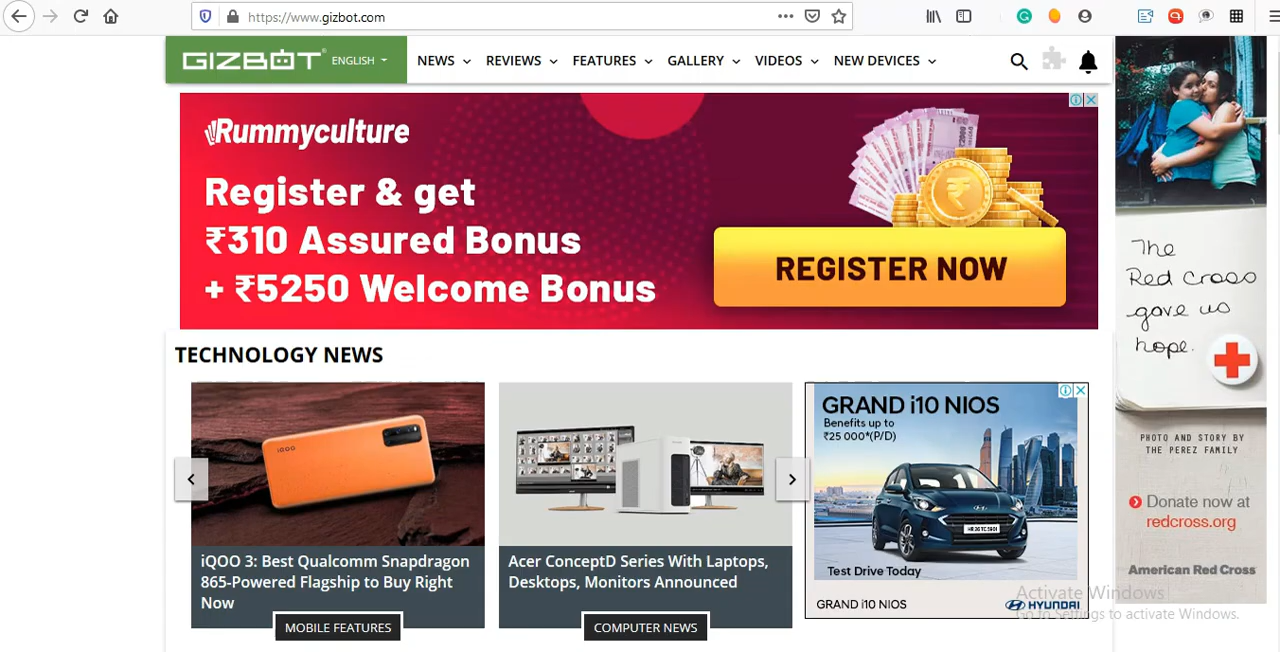 https://www.gizbot.com
GIZBOT® ENGLISH
NEWS REVIEWS FEATURES GALLERY VIDEOS NEW DEVICES
Rummyculture
Register & get
₹310 Assured Bonus
+ ₹5250 Welcome Bonus
REGISTER NOW
The
Red Cross
gave us
hope.
PHOTO AND STORY BY
THE PEREZ FAMILY
Donate now at
redcross.org
American Red Cross
TECHNOLOGY NEWS
iQOO
iQOO 3: Best Qualcomm Snapdragon
865-Powered Flagship to Buy Right
Now
MOBILE FEATURES
Acer ConceptD Series With Laptops,
Desktops, Monitors Announced
COMPUTER NEWS
GRAND i10 NIOS
Benefits up to
₹25 000*(P/D)
Test Drive Today
GRAND i10 NIOS
HYUNDAI
Activate Windows
Go to Settings to activate Windows.